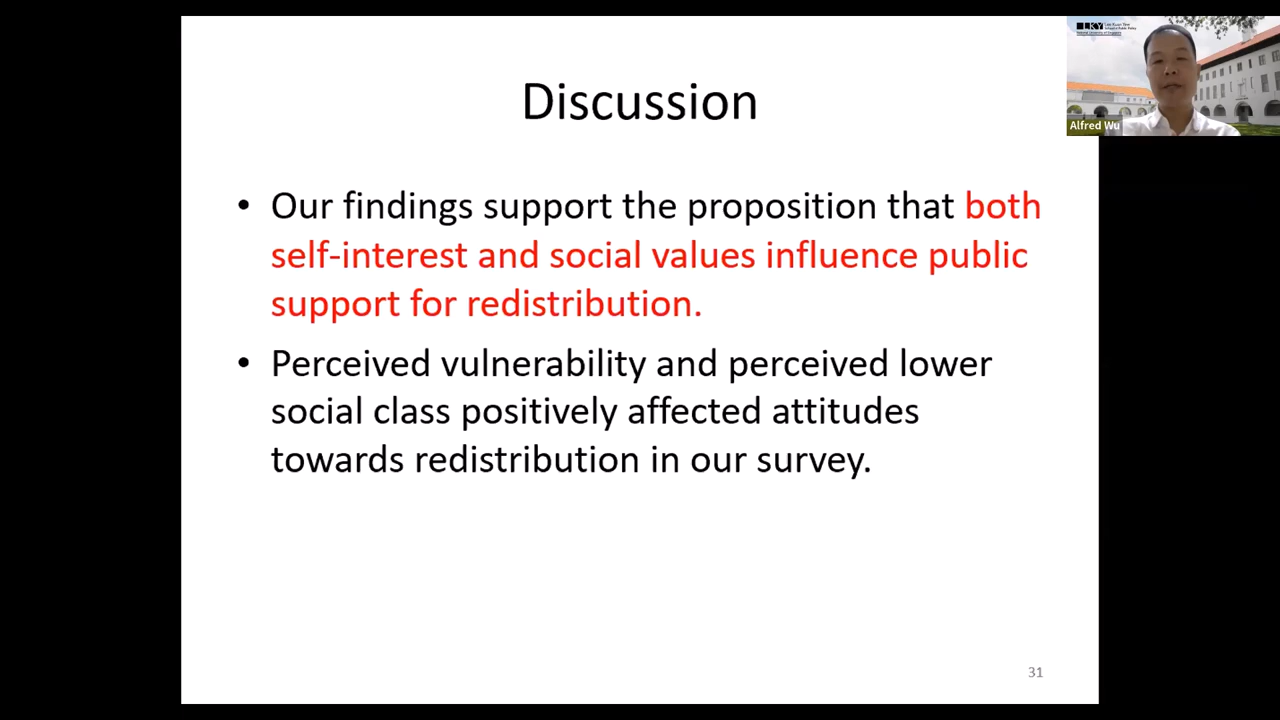 LKY
Discussion
Alfred Wu
• Our findings support the proposition that both
self-interest and social values influence public
support for redistribution.
• Perceived vulnerability and perceived lower
social class positively affected attitudes
towards redistribution in our survey.
31